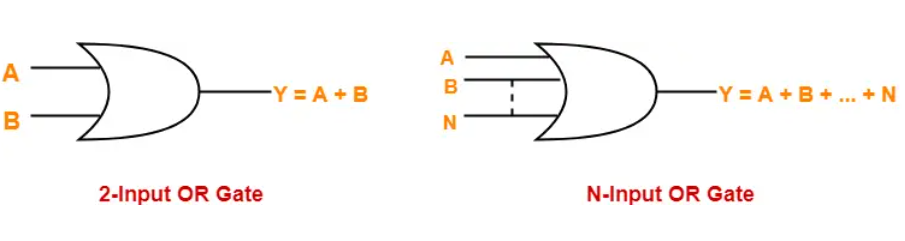 A
B
Y = A + B
2-Input OR Gate
A
B
N
Y = A + B + ... + N
N-Input OR Gate